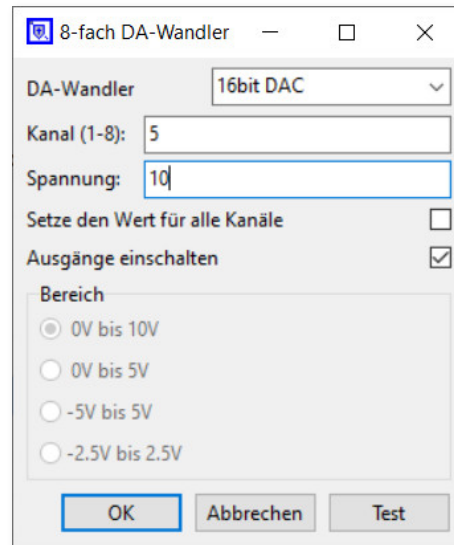 8-fach DA-Wandler
DA-Wandler 16bit DAC
Kanal (1-8): 5
Spannung: 10
Setze den Wert für alle Kanäle
Ausgänge einschalten
Bereich
0V bis 10V
0V bis 5V
-5V bis 5V
-2.5V bis 2.5V
OK Abbrechen Test